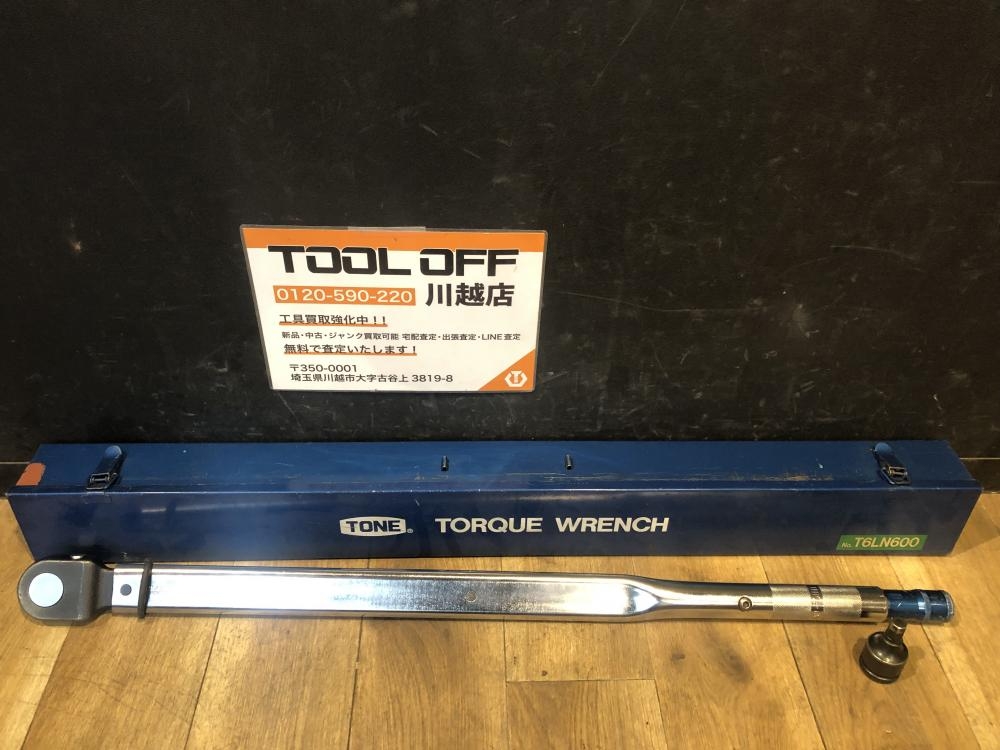 TOOL OFF
0120-590-220 川越店
工具買取強化中！！
新品・中古・ジャンク買取可能 宅配査定・出張査定・LINE査定
無料で査定いたします！
〒350-0001
埼玉県川越市大字古谷上 3819-8
TONE® TORQUE WRENCH
No. T6LN600